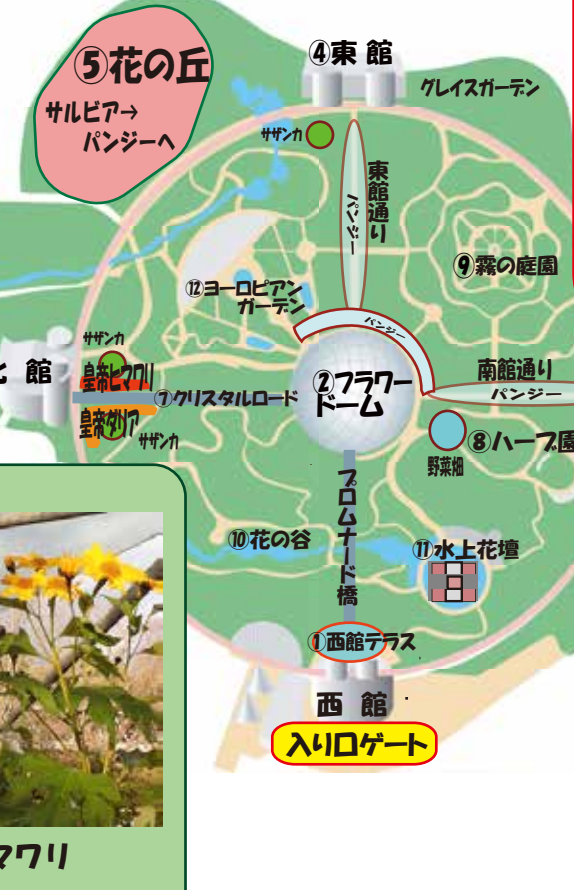 ⑤花の丘
サルビア→
パンジーへ
④東 館
グレイスガーデン
サザンカ
東館通り
パンジー
⑨霧の庭園
⑫ヨーロピアン
ガーデン
パンジー
サザンカ
館
皇帝ヒマワリ
⑦クリスタルロード
皇帝ダリア
サザンカ
②フラワー
ドーム
南館通り
パンジー
⑧ハーブ園
野菜畑
プロムナード橋
⑩花の谷
⑪水上花壇
①西館テラス
西 館
入り口ゲート
マワリ